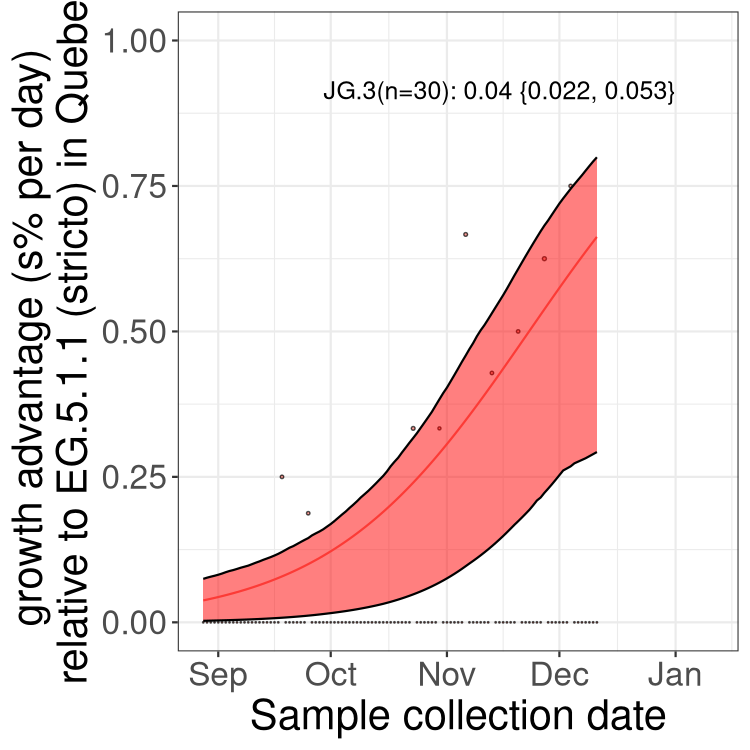 growth advantage (s% per day)
relative to EG.5.1.1 (stricto) in Quebe
1.00
0.75
0.50
0.25
0.00
JG.3(n=30): 0.04 {0.022, 0.053}
Sep Oct Nov Dec Jan
Sample collection date